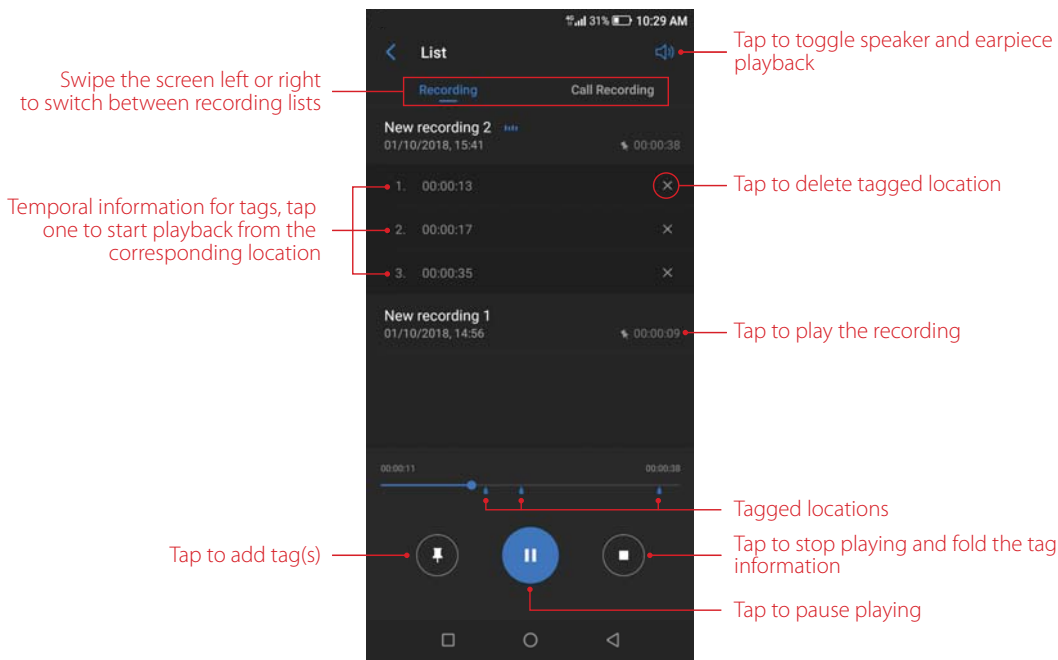 4G 31% 10:29 AM
List
Tap to toggle speaker and earpiece
playback
Swipe the screen left or right
to switch between recording lists
Recording
Call Recording
New recording 2
01/10/2018, 15:41
00:00:38
1. 00:00:13
Tap to delete tagged location
Temporal information for tags, tap
one to start playback from the
corresponding location
2. 00:00:17
3. 00:00:35
New recording 1
01/10/2018, 14:56
00:00:09
Tap to play the recording
00:00:11
00:00:38
Tagged locations
Tap to add tag(s)
Tap to stop playing and fold the tag
information
Tap to pause playing